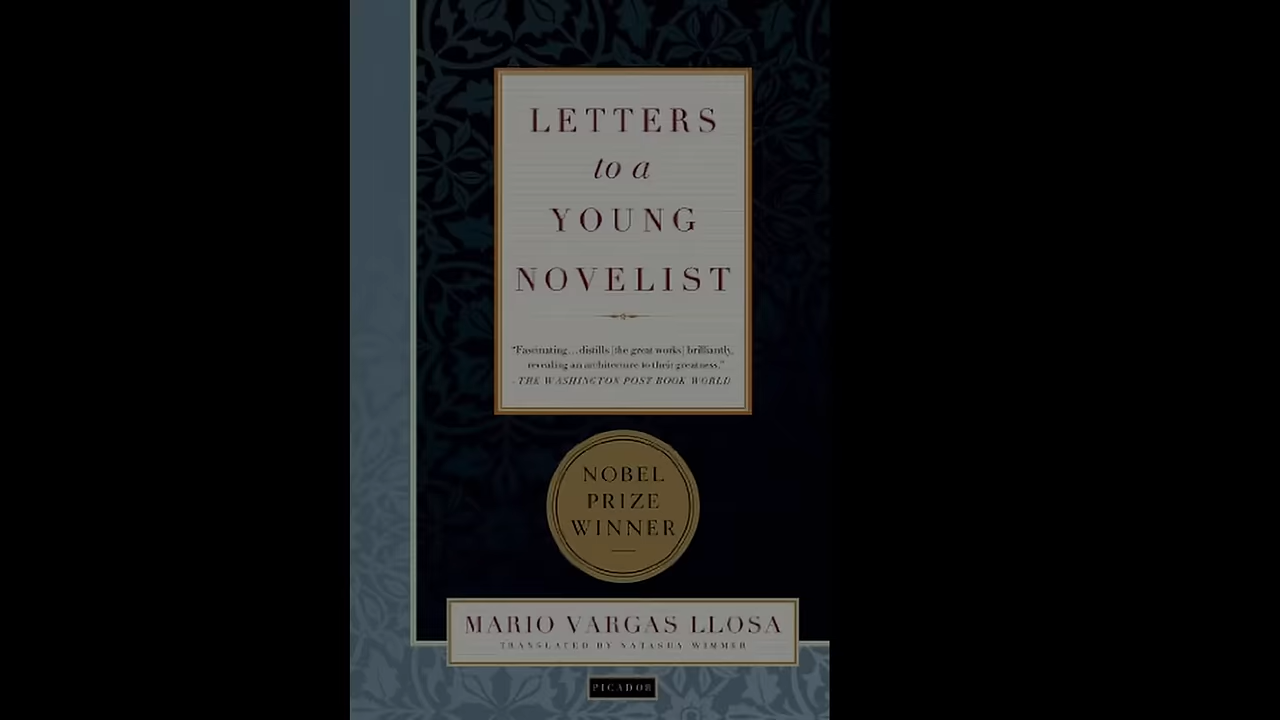 LETTERS
to a
YOUNG
NOVELIST
"Fascinating...distills [the great works] brilliantly,
revealing an architecture to their greatness."
- THE WASHINGTON POST BOOK WORLD
NOBEL
PRIZE
WINNER
MARIO VARGAS LLOSA
TRANSLATED BY NATASHA WIMMER
PICADOR